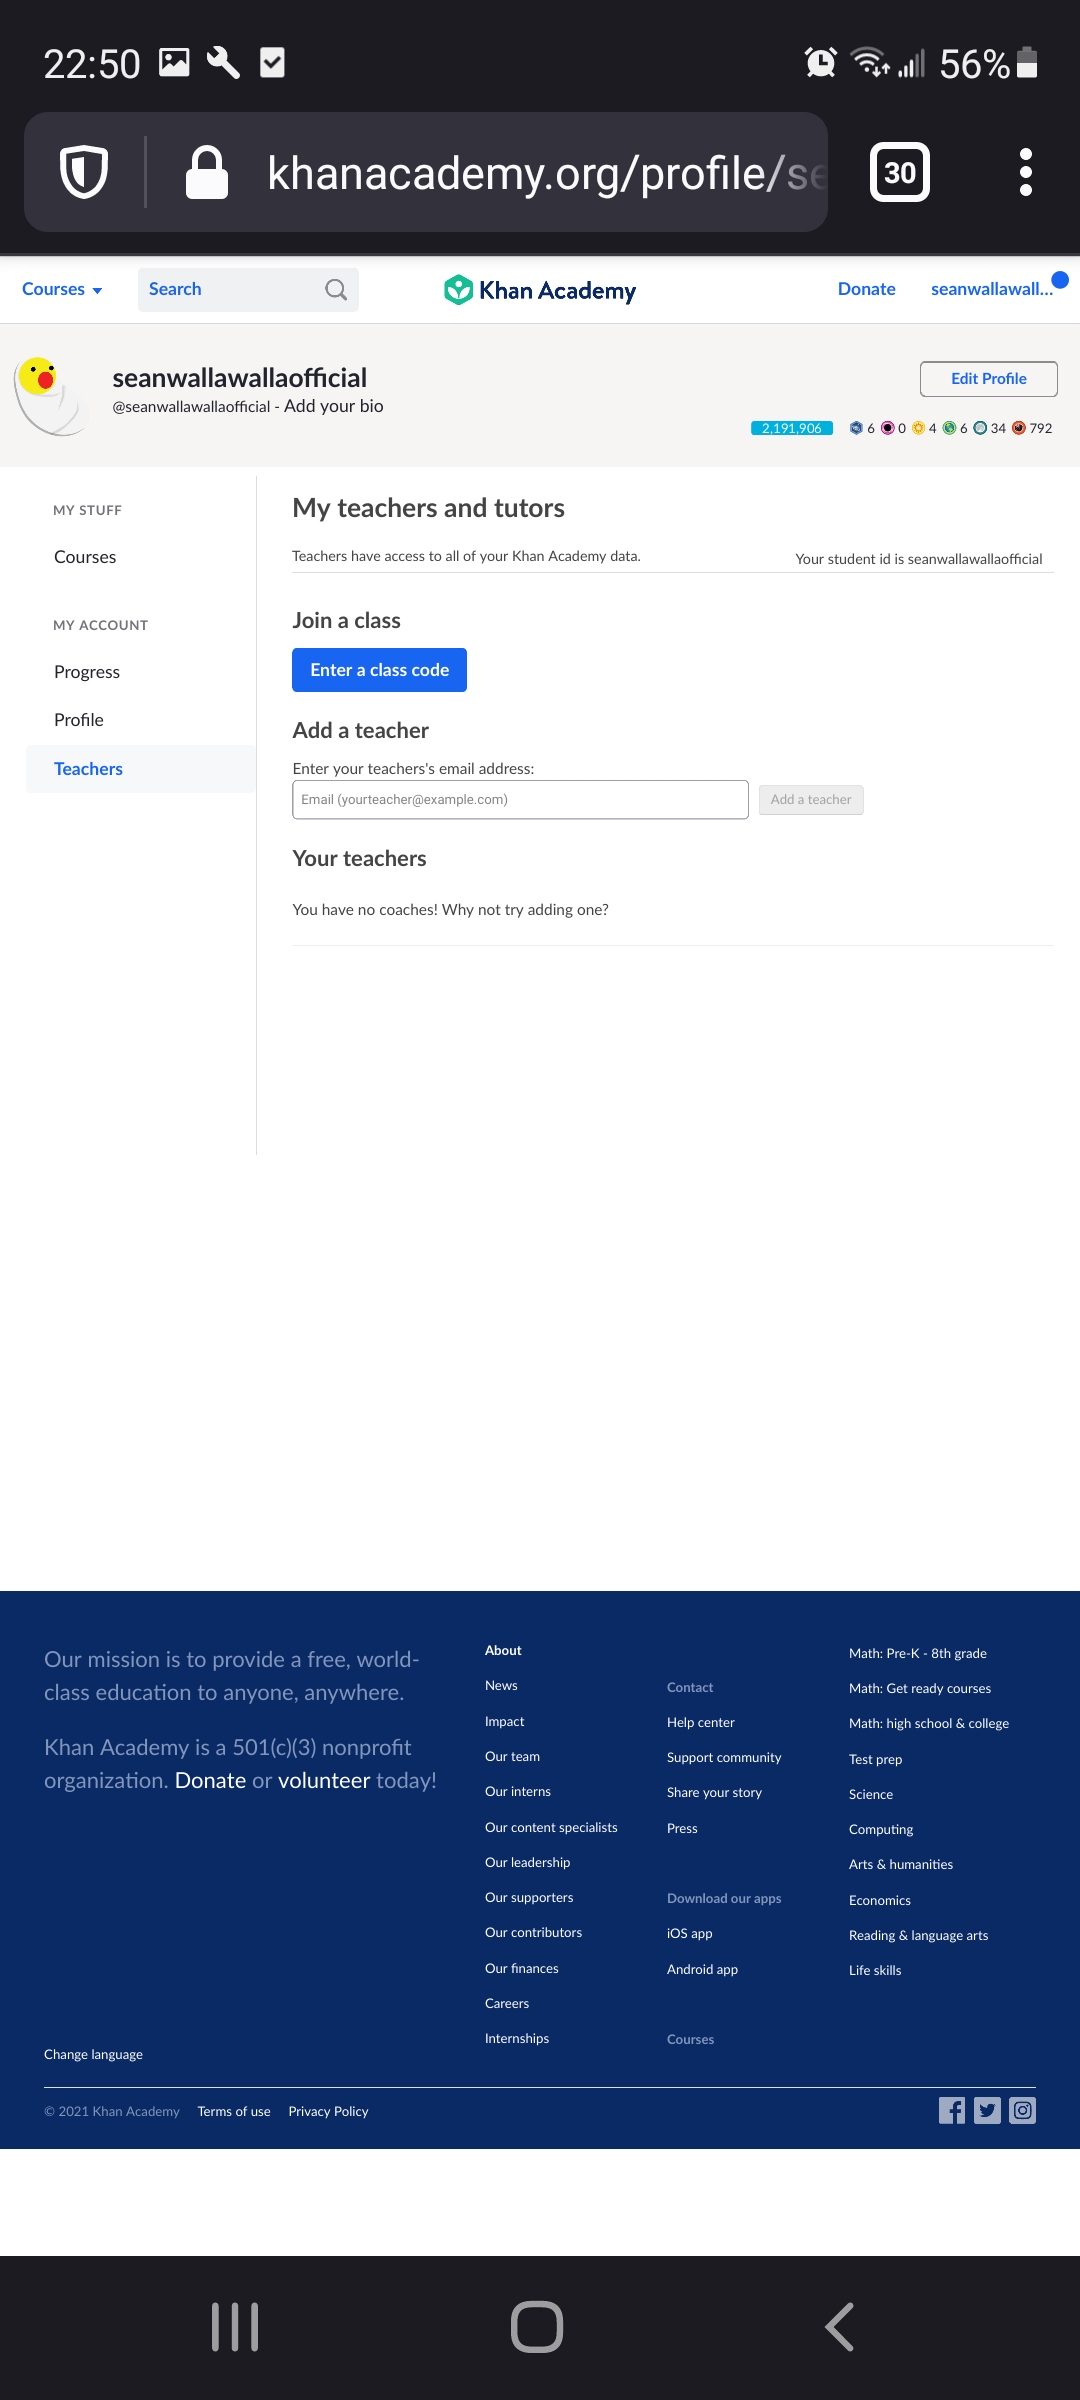 22:50
56%
khanacademy.org/profile/se
30
Courses
Search
Khan Academy
Donate
seanwallawall...
seanwallawallaofficial
@seanwallawallaofficial - Add your bio
Edit Profile
2,191,906
6
0
4
6
34
792
MY STUFF
Courses
MY ACCOUNT
Progress
Profile
Teachers
My teachers and tutors
Teachers have access to all of your Khan Academy data.
Your student id is seanwallawallaofficial
Join a class
Enter a class code
Add a teacher
Enter your teachers's email address:
Email (yourteacher@example.com)
Add a teacher
Your teachers
You have no coaches! Why not try adding one?
Our mission is to provide a free, world-
class education to anyone, anywhere.
Khan Academy is a 501(c)(3) nonprofit
organization. Donate or volunteer today!
About
News
Impact
Our team
Our interns
Our content specialists
Our leadership
Our supporters
Our contributors
Our finances
Careers
Internships
Contact
Help center
Support community
Share your story
Press
Download our apps
iOS app
Android app
Courses
Math: Pre-K - 8th grade
Math: Get ready courses
Math: high school & college
Test prep
Science
Computing
Arts & humanities
Economics
Reading & language arts
Life skills
Change language
© 2021 Khan Academy
Terms of use
Privacy Policy